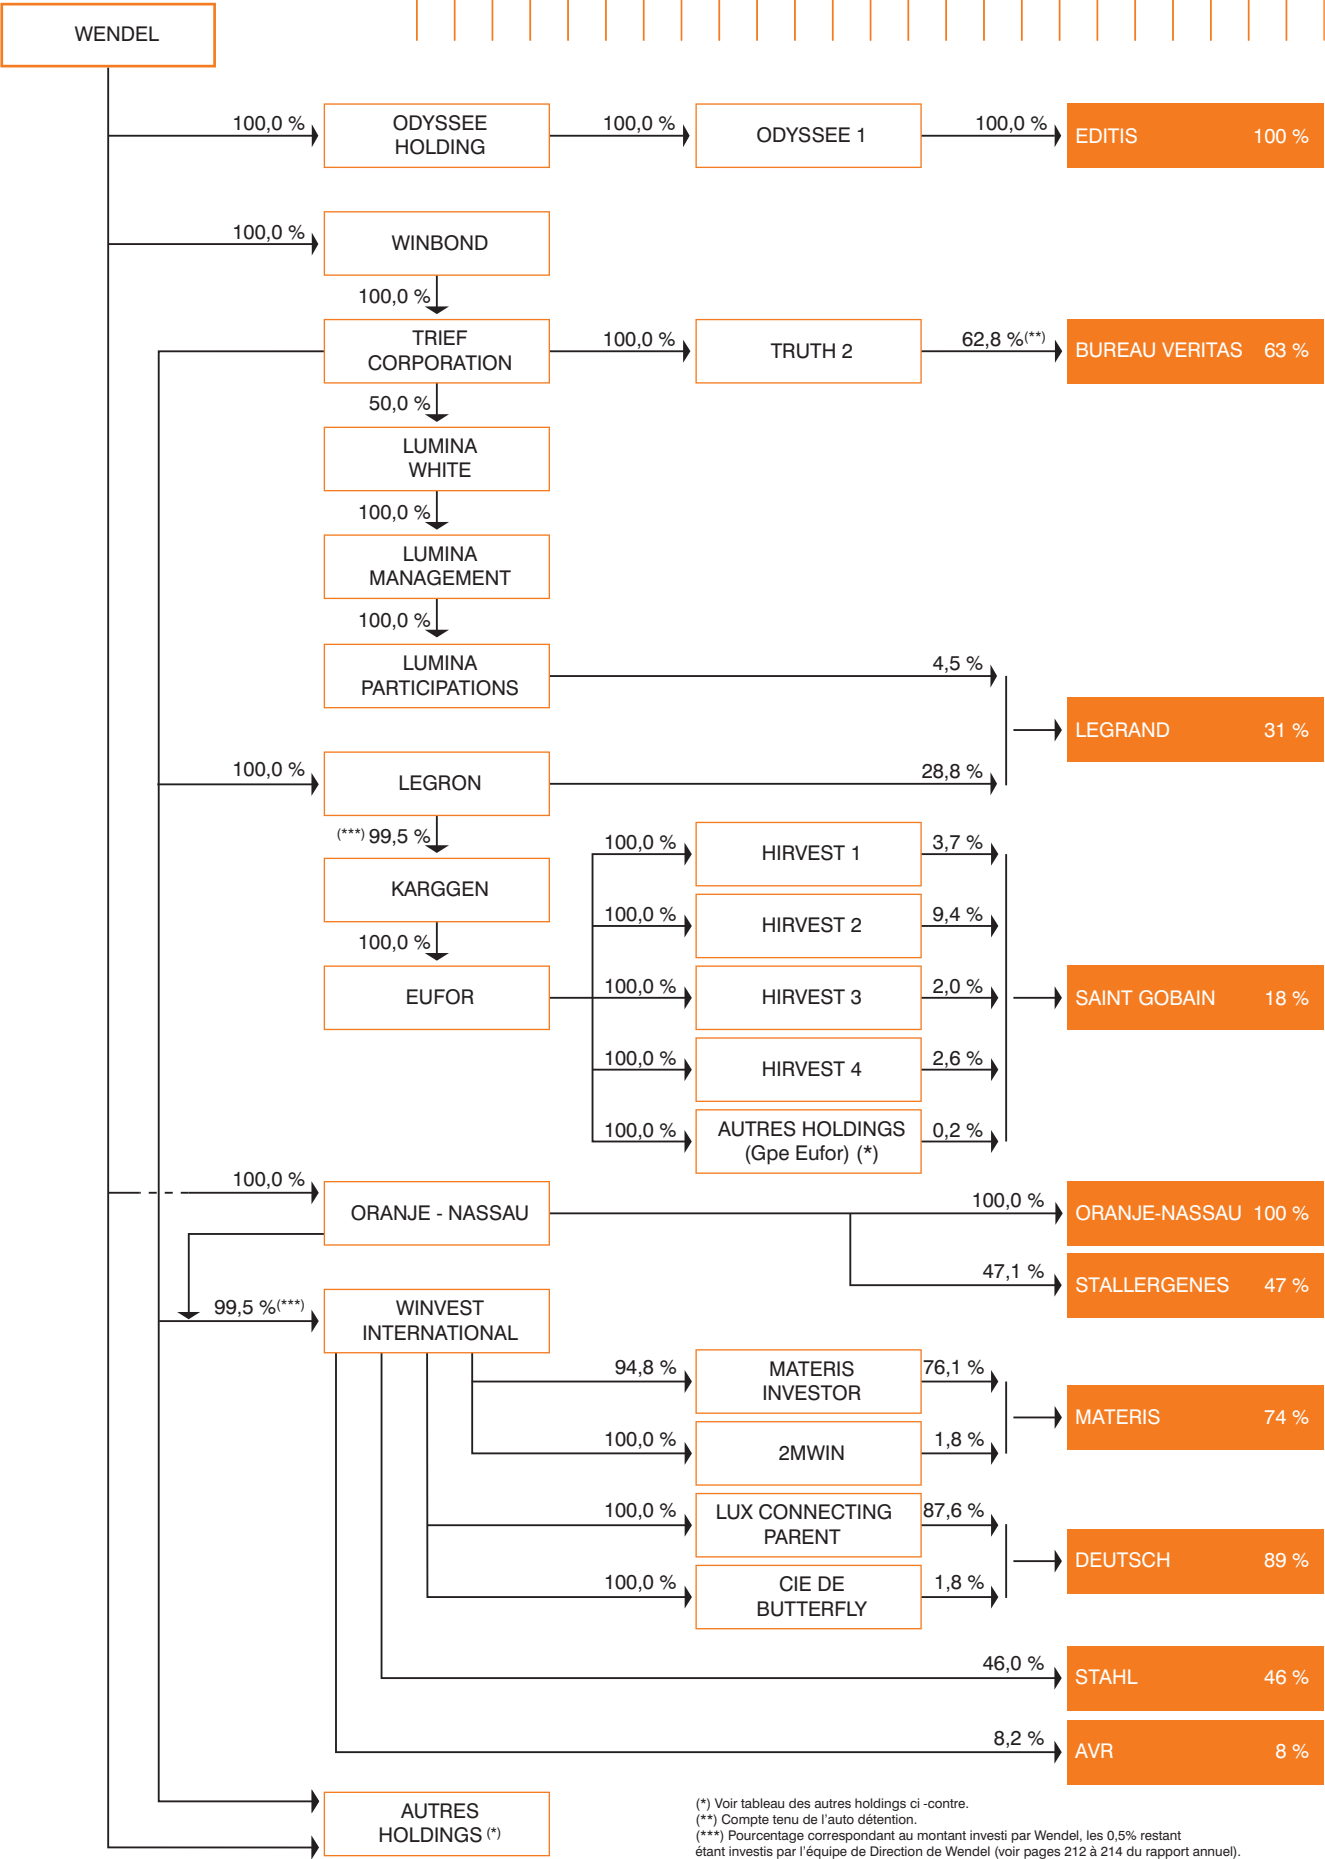 WENDEL
100,0 %
ODYSSEE
HOLDING
100,0 %
ODYSSEE 1
100,0 %
EDITIS 100 %
100,0 %
WINBOND
100,0 %
TRIEF
CORPORATION
100,0 %
TRUTH 2
62,8 %(**)
BUREAU VERITAS 63 %
50,0 %
LUMINA
WHITE
100,0 %
LUMINA
MANAGEMENT
100,0 %
LUMINA
PARTICIPATIONS
4,5 %
LEGRAND 31 %
100,0 %
LEGRON
28,8 %
(***) 99,5 %
KARGGEN
100,0 %
EUFOR
100,0 %
HIRVEST 1
3,7 %
100,0 %
HIRVEST 2
9,4 %
100,0 %
HIRVEST 3
2,0 %
SAINT GOBAIN 18 %
100,0 %
HIRVEST 4
2,6 %
100,0 %
AUTRES HOLDINGS
(Gpe Eufor) (*)
0,2 %
100,0 %
ORANJE - NASSAU
100,0 %
ORANJE-NASSAU 100 %
47,1 %
STALLERGENES 47 %
99,5 %(***)
WINVEST
INTERNATIONAL
94,8 %
MATERIS
INVESTOR
76,1 %
MATERIS 74 %
100,0 %
2MWIN
1,8 %
100,0 %
LUX CONNECTING
PARENT
87,6 %
DEUTSCH 89 %
100,0 %
CIE DE
BUTTERFLY
1,8 %
46,0 %
STAHL 46 %
8,2 %
AVR 8 %
AUTRES
HOLDINGS (*)
(*) Voir tableau des autres holdings ci -contre.
(**) Compte tenu de l'auto détention.
(***) Pourcentage correspondant au montant investi par Wendel, les 0,5% restant
étant investis par l'équipe de Direction de Wendel (voir pages 212 à 214 du rapport annuel).